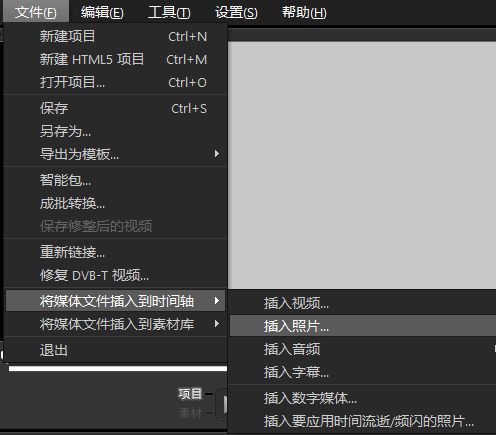 文件(F) 编辑(E) 工具(T) 设置(S) 帮助(H)
新建项目 Ctrl+N
新建 HTML5 项目 Ctrl+M
打开项目... Ctrl+O
保存 Ctrl+S
另存为...
导出为模板...
智能包...
成批转换...
保存修整后的视频
重新链接...
修复 DVB-T 视频...
将媒体文件插入到时间轴
将媒体文件插入到素材库
退出
插入视频...
插入照片...
插入音频
插入字幕...
插入数字媒体...
插入要应用时间流逝/频闪的照片...
项目
素材